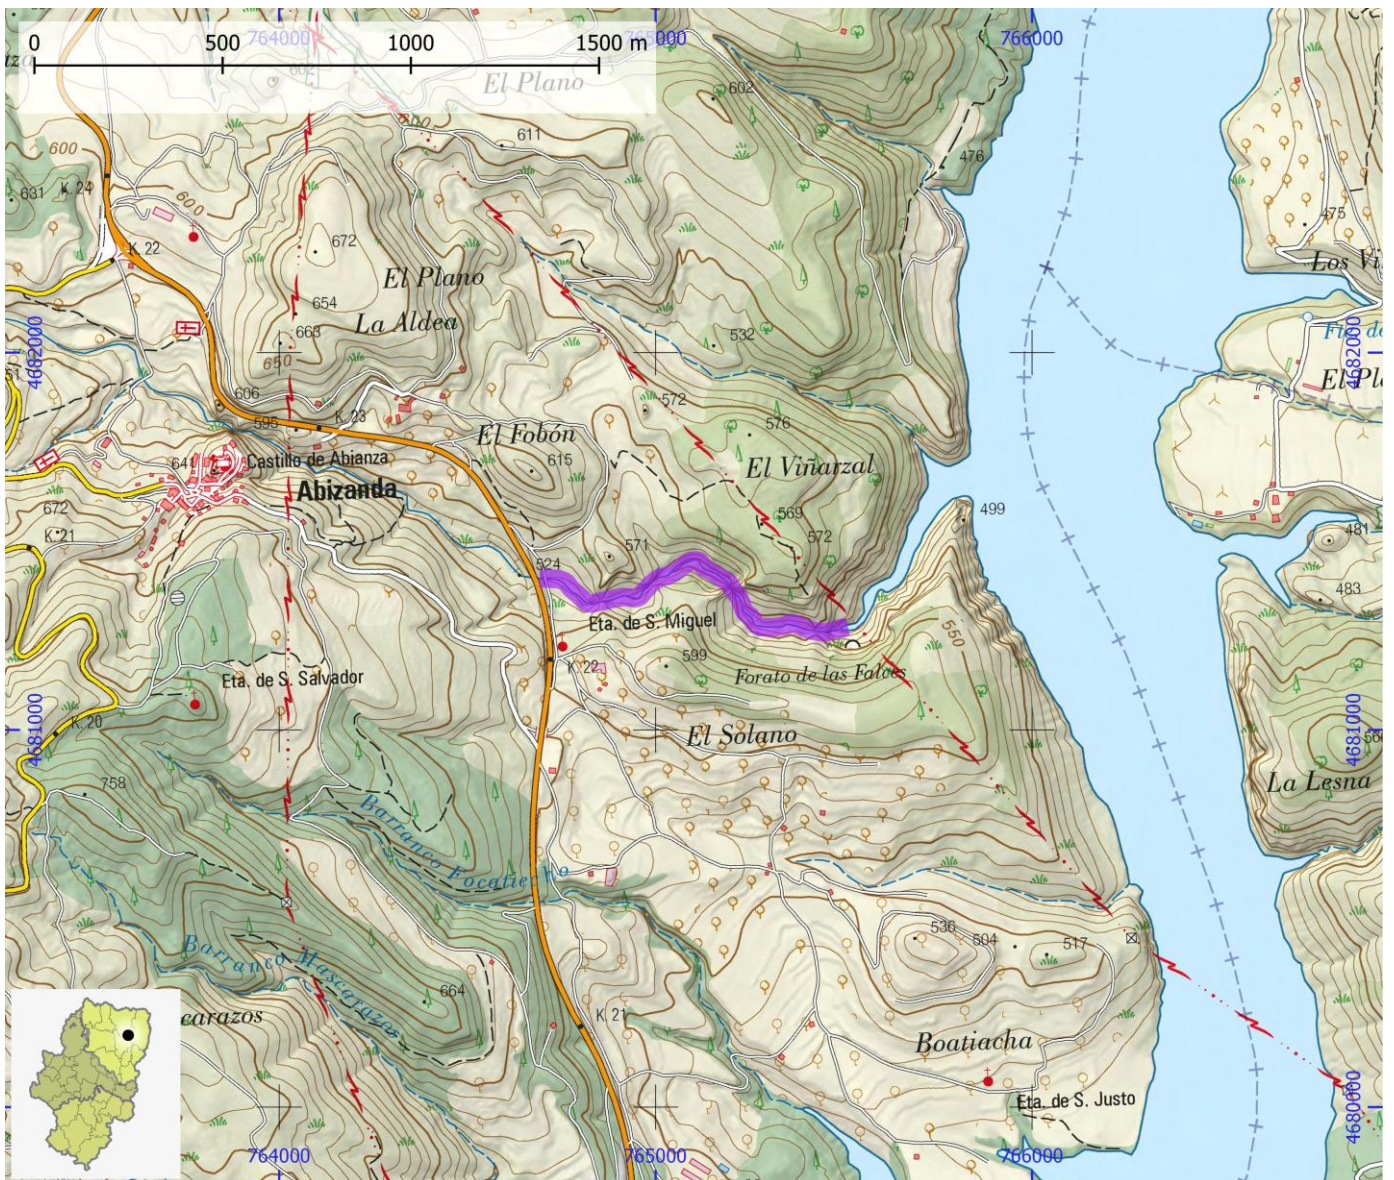 0 500 1000 1500 m
764000 765000 766000
602
El Plano
602
600
611
600
476
631
K. 24
600
475
672
K. 22
Los Vi
El Plano
654
La Aldea
663
532
4682000
650
4682000
El Pl
572
606
K. 23
595
576
El Fobón
615
El Viñarzal
641
Castillo de Abianza
Abizanda
672
499
569
481
K.21
572
571
524
483
Eta. de S. Miguel
550
599
K. 22
Forato de las Falces
Eta. de S. Salvador
4681000
K. 20
El Solano
4681000
758
La Lesna
Barranco Focatierno
536
504
517
Barranco Mascarazos
664
carazos
K. 21
Boatiacha
Eta. de S. Justo
4680000
764000 765000 766000